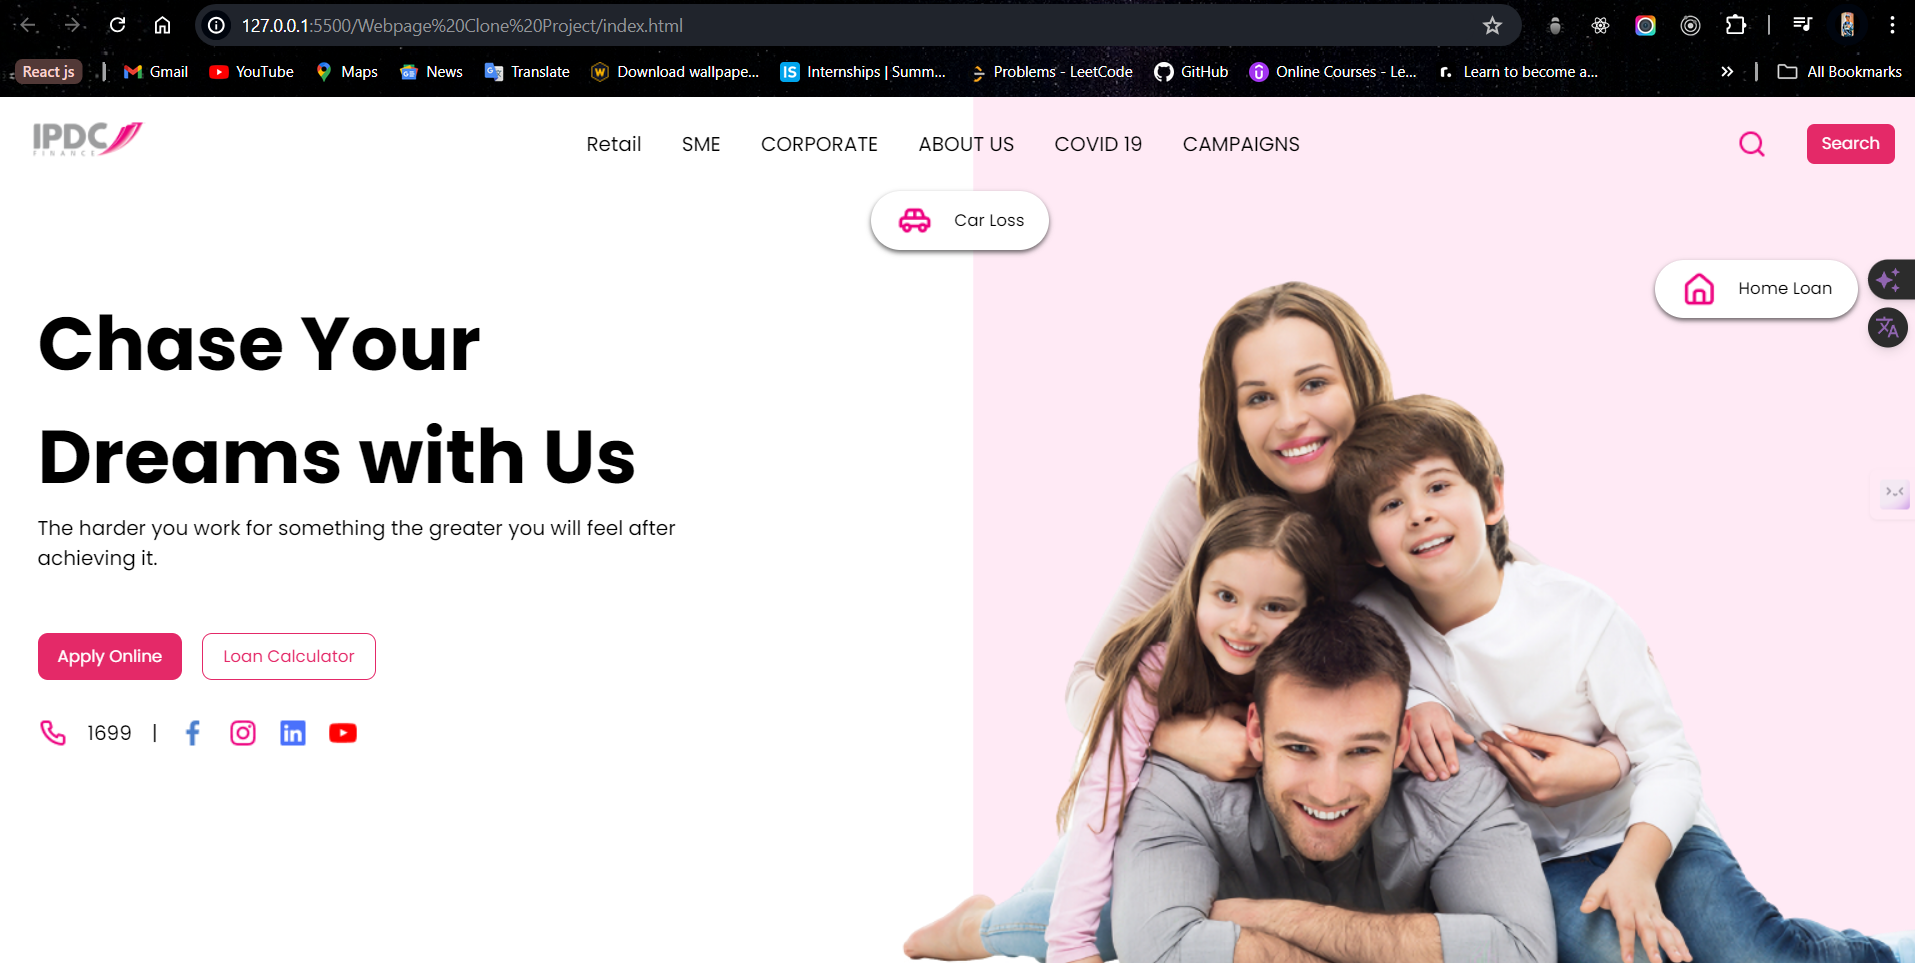 127.0.0.1:5500/Webpage%20Clone%20Project/index.html
React js Gmail YouTube Maps News Translate Download wallpape... Internships | Summ... Problems - LeetCode GitHub Online Courses - Le... Learn to become a... » All Bookmarks
IPDC
FINANCE
Retail SME CORPORATE ABOUT US COVID 19 CAMPAIGNS Search
Car Loss
Home Loan
Chase Your
Dreams with Us
The harder you work for something the greater you will feel after
achieving it.
Apply Online Loan Calculator
1699 |